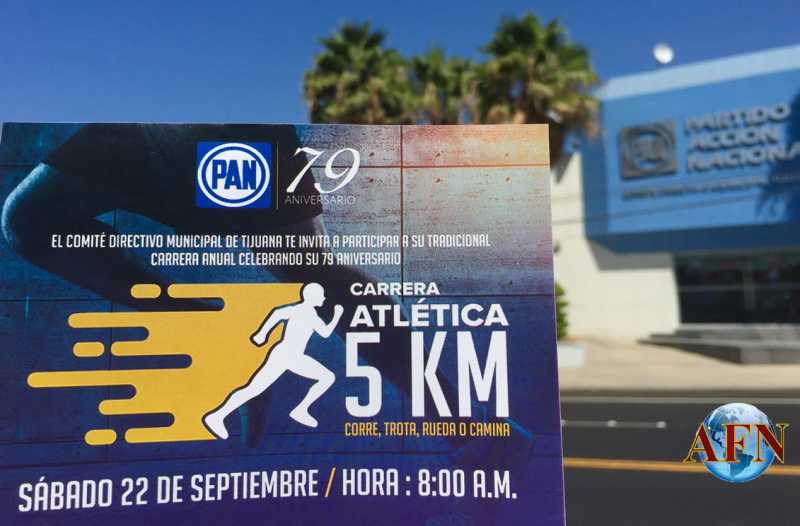 PAN
79
ANIVERSARIO
EL COMITÉ DIRECTIVO MUNICIPAL DE TIJUANA TE INVITA A PARTICIPAR A SU TRADICIONAL
CARRERA ANUAL CELEBRANDO SU 79 ANIVERSARIO
CARRERA
ATLÉTICA
5 KM
CORRE, TROTA, RUEDA O CAMINA
SÁBADO 22 DE SEPTIEMBRE / HORA : 8:00 A.M.
PAN
PARTIDO
ACCIÓN
NACIONAL
AFN